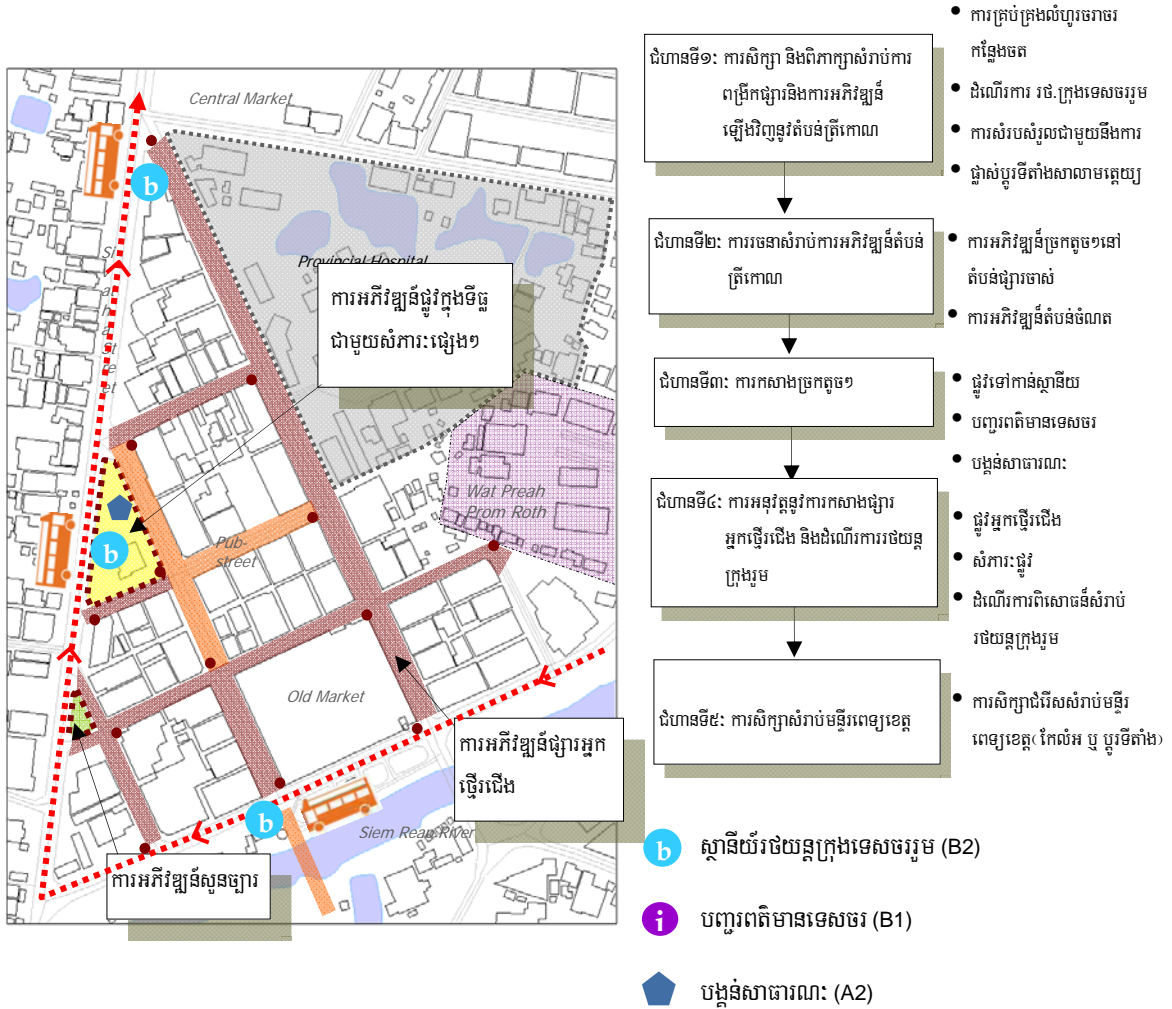 Central Market
b
Sivatha Street
Provincial Hospital
ការអភីវឌ្ឍន៍ផ្លូវក្នុងទីធ្លា
ជាមួយសំភារៈផ្សេងៗ
Wat Preah
Prom Roth
b
Pub-
street
Old Market
ការអភីវឌ្ឍន៍ផ្សារអ្នក
ថ្មើរជើង
b
Siem Reap River
ការអភីវឌ្ឍន៍សួនច្បារ
ជំហានទី១: ការសិក្សា និងពិភាក្សាសំរាប់ការ
ពង្រីកផ្សារនិងការអភិវឌ្ឍន៏
ឡើងវិញនូវតំបន់ត្រីកោណ
• ការគ្រប់គ្រងលំហូរចរាចរ
កន្លែងចត
• ដំណើរការ រថ.ក្រុងទេសចររួម
• ការសំរបសំរួលជាមួយនឹងការ
• ផ្លាស់ប្តូរទីតាំងសាលាមត្តេយ្យ
ជំហានទី២: ការរចនាសំរាប់ការអភិវឌ្ឍន៏តំបន់
ត្រីកោណ
• ការអភិវឌ្ឍន៏ច្រកតូចៗនៅ
តំបន់ផ្សារចាស់
• ការអភិវឌ្ឍន៏តំបន់ចំណត
ជំហានទី៣: ការកសាងច្រកតូចៗ
• ផ្លូវទៅកាន់ស្ថានីយ
• បញ្ជរពត៌មានទេសចរ
• បង្គន់សាធារណៈ
ជំហានទី៤: ការអនុវត្តនូវការកសាងផ្សារ
អ្នកថ្មើរជើង និងដំណើរការរថយន្ត
ក្រុងរួម
• ផ្លូវអ្នកថ្មើរជើង
• សំភារៈផ្លូវ
• ដំណើរការពិសោធន៏សំរាប់
រថយន្តក្រុងរួម
ជំហានទី៥: ការសិក្សាសំរាប់មន្ទីរពេទ្យខេត្ត
• ការសិក្សាជំរើសសំរាប់មន្ទីរ
ពេទ្យខេត្ត( កែលំអ ឬ ប្តូរទីតាំង)
b ស្ថានីយ៍រថយន្តក្រុងទេសចររួម (B2)
i បញ្ជរពត៌មានទេសចរ (B1)
បង្គន់សាធារណៈ (A2)